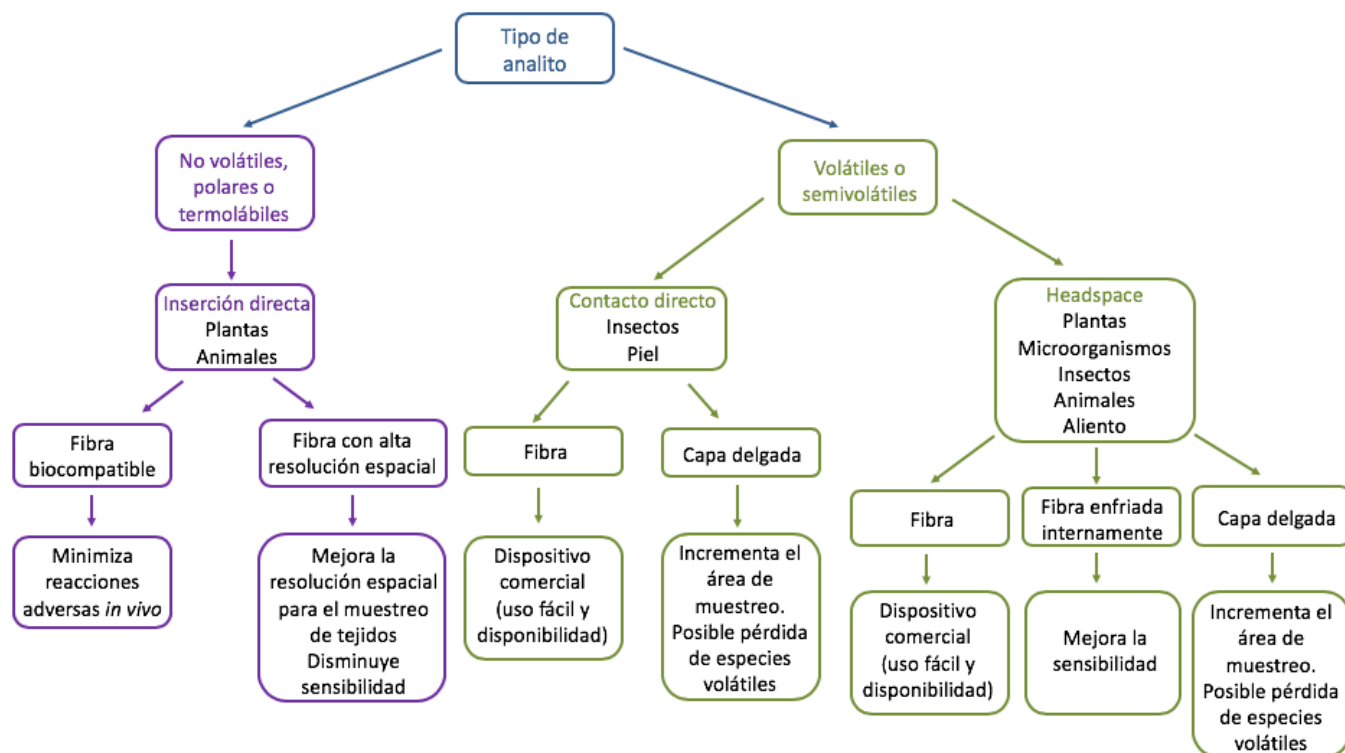 Tipo de
analito
No volátiles,
polares o
termolábiles
Volátiles o
semivolátiles
Inserción directa
Plantas
Animales
Contacto directo
Insectos
Piel
Headspace
Plantas
Microorganismos
Insectos
Animales
Aliento
Fibra
biocompatible
Fibra con alta
resolución espacial
Fibra
Capa delgada
Fibra
Fibra enfriada
internamente
Capa delgada
Minimiza
reacciones
adversas in vivo
Mejora la
resolución espacial
para el muestreo
de tejidos
Disminuye
sensibilidad
Dispositivo
comercial
(uso fácil y
disponibilidad)
Incrementa el
área de
muestreo.
Posible pérdida
de especies
volátiles
Dispositivo
comercial
(uso fácil y
disponibilidad)
Mejora la
sensibilidad
Incrementa el
área de
muestreo.
Posible pérdida
de especies
volátiles